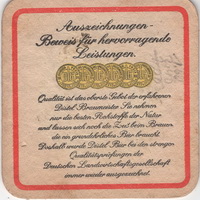 Auszeichnungen -
Beweis für hervorragende
Leistungen.
Qualität ist das oberste Gebot der erfahrenen
Distel Braumeister. Sie nehmen
nur die besten Rohstoffe der Natur
und lassen sich noch die Zeit beim Brauen,
die ein grundehrliches Bier braucht.
Deshalb wurde Distel Bier bei den strengen
Qualitätsprüfungen der
Deutschen Landwirtschaftsgesellschaft
immer wieder ausgezeichnet.